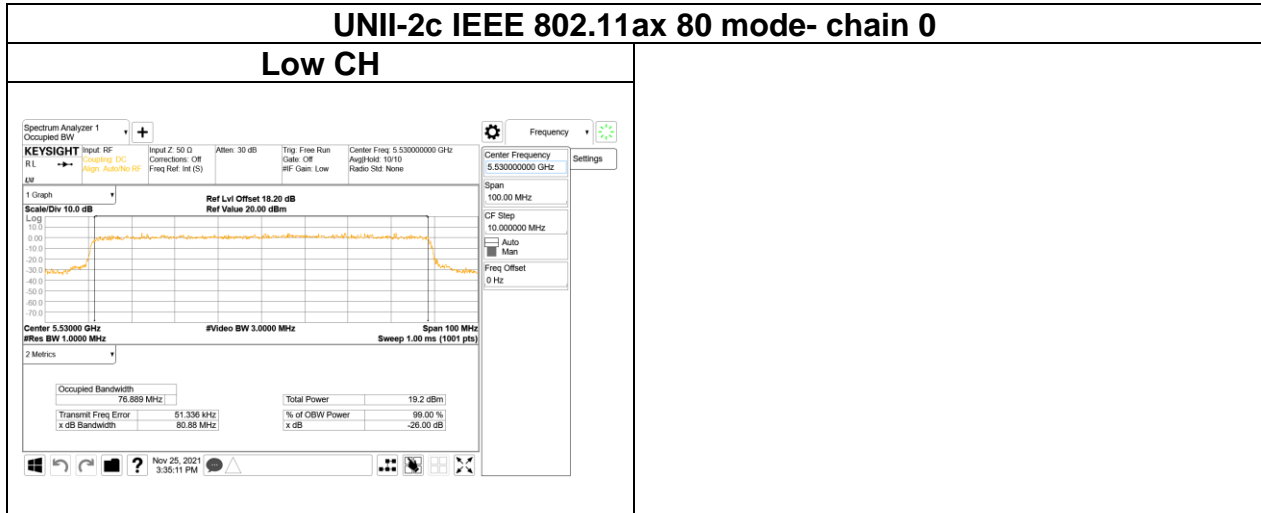 UNII-2c IEEE 802.11ax 80 mode- chain 0
Low CH
Spectrum Analyzer 1
Occupied BW
Frequency
Settings
KEYSIGHT
RL
Input: RF
Coupling: DC
Align: Auto/No RF
Input Z: 50 Ω
Corrections: Off
Freq Ref: Int (S)
Atten: 30 dB
Trig: Free Run
Gate: Off
#IF Gain: Low
Center Freq: 5.530000000 GHz
Avg|Hold: 10/10
Radio Std: None
Center Frequency
5.530000000 GHz
Span
100.00 MHz
CF Step
10.000000 MHz
Auto
Man
Freq Offset
0 Hz
1 Graph
Scale/Div 10.0 dB
Ref Lvl Offset 18.20 dB
Ref Value 20.00 dBm
Log
10.0
0.00
-10.0
-20.0
-30.0
-40.0
-50.0
-60.0
-70.0
Center 5.53000 GHz
#Res BW 1.0000 MHz
#Video BW 3.0000 MHz
Span 100 MHz
Sweep 1.00 ms (1001 pts)
2 Metrics
Occupied Bandwidth
76.889 MHz
Total Power 19.2 dBm
Transmit Freq Error 51.336 kHz
% of OBW Power 99.00 %
x dB Bandwidth 80.88 MHz
x dB -26.00 dB
?
Nov 25, 2021
3:35:11 PM